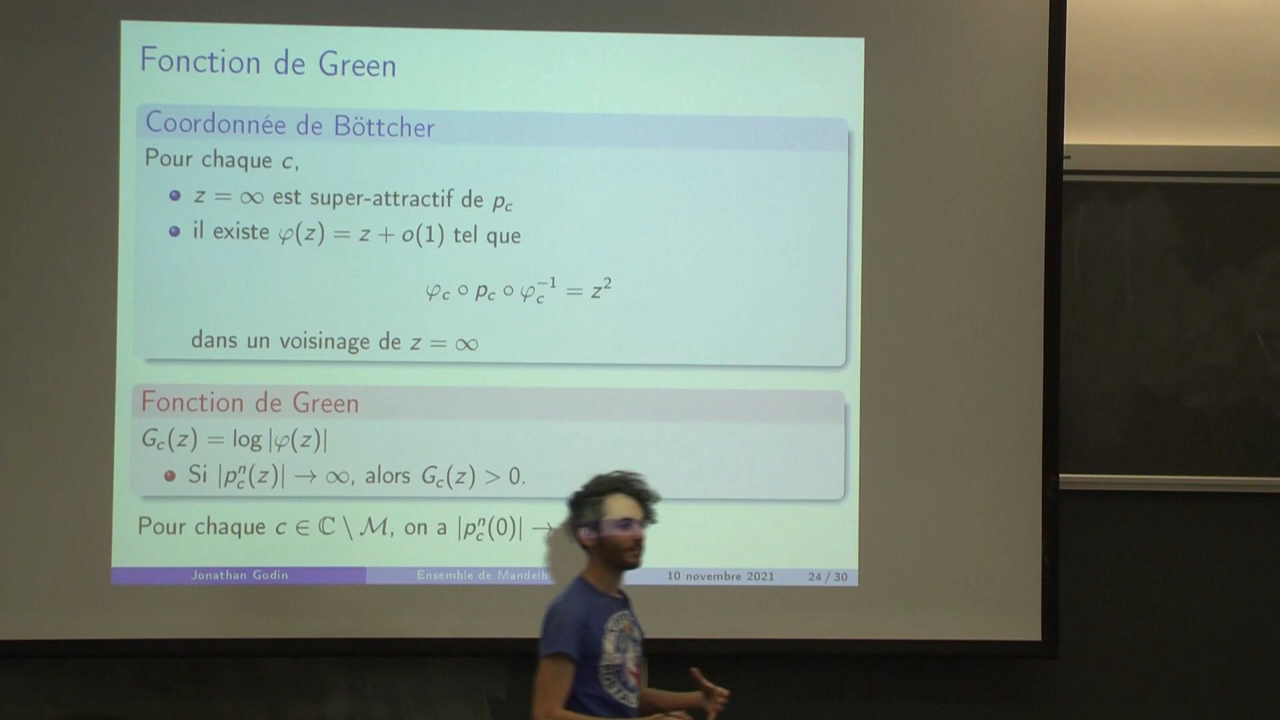 Fonction de Green
Coordonnée de Böttcher
Pour chaque c,
z = ∞ est super-attractif de p_c
il existe φ(z) = z + o(1) tel que
φ_c ∘ p_c ∘ φ_c^{-1} = z^2
dans un voisinage de z = ∞
Fonction de Green
G_c(z) = log |φ(z)|
Si |p_c^n(z)| → ∞, alors G_c(z) > 0.
Pour chaque c ∈ ℂ \ M, on a |p_c^n(0)| →
Jonathan Godin Ensemble de 10 novembre 2021 24 / 30